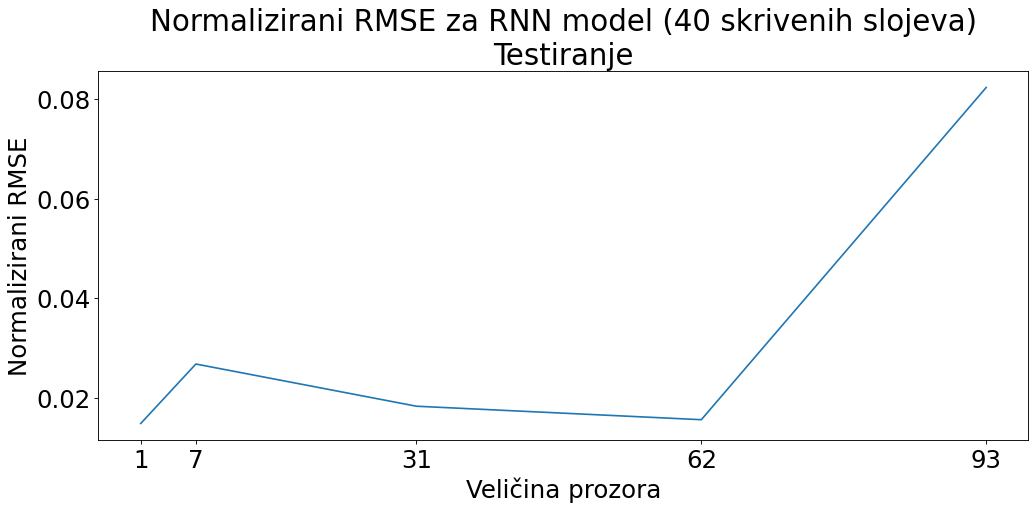 Normalizirani RMSE za RNN model (40 skrivenih slojeva)
Testiranje
Normalizirani RMSE
0.08
0.06
0.04
0.02
1 7 31 62 93
Veličina prozora